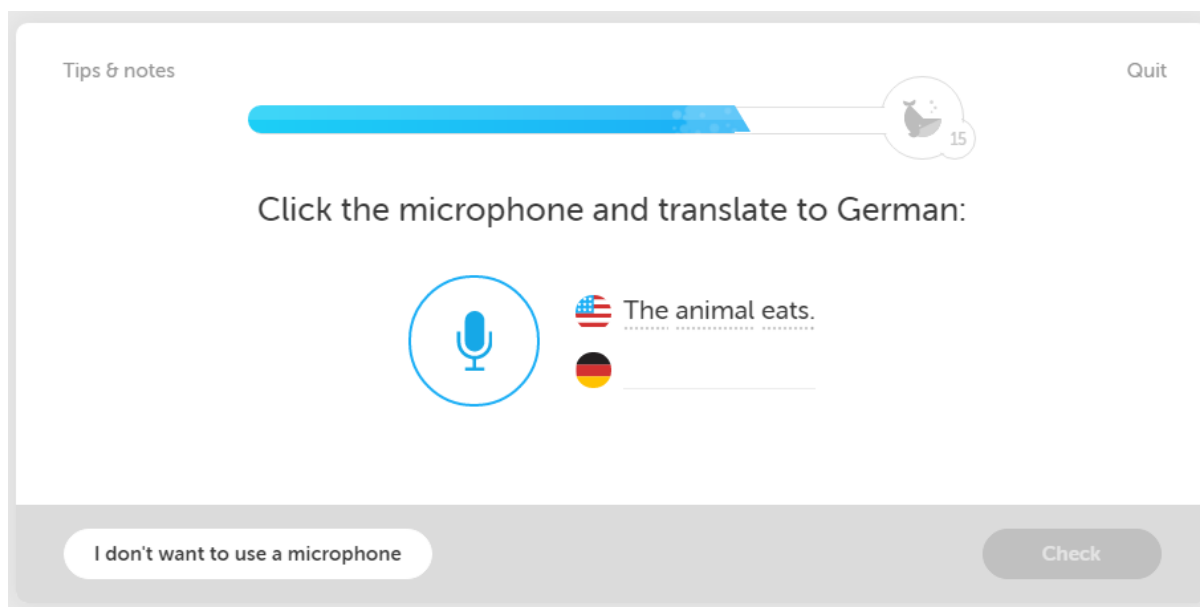 Tips & notes
Quit
15
Click the microphone and translate to German:
The animal eats.
I don't want to use a microphone
Check